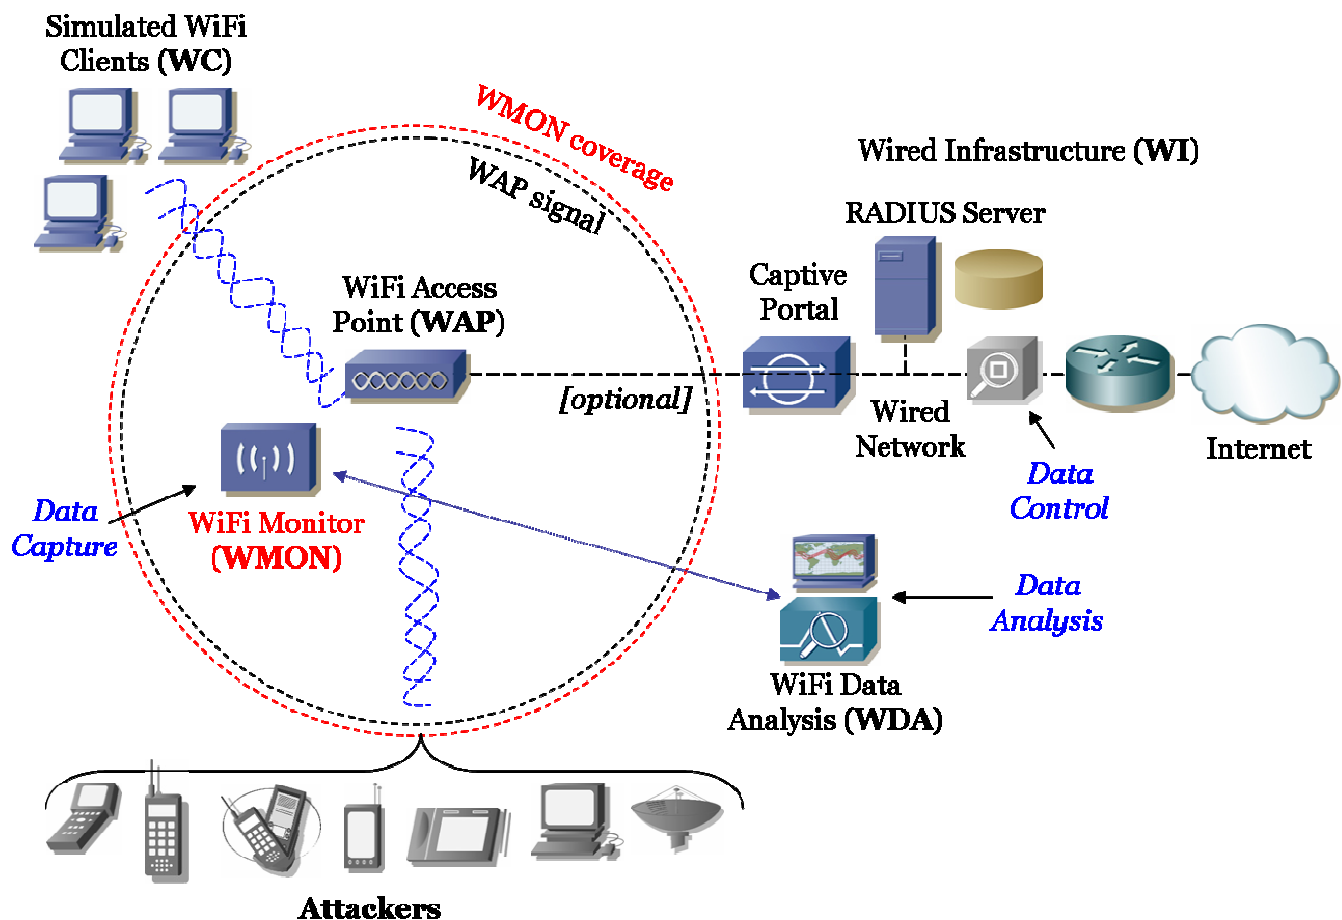 Simulated WiFi
Clients (WC)
WMON coverage
WAP signal
Wired Infrastructure (WI)
RADIUS Server
Captive
Portal
WiFi Access
Point (WAP)
[optional]
Wired
Network
Internet
Data
Control
Data
Capture
WiFi Monitor
(WMON)
Data
Analysis
WiFi Data
Analysis (WDA)
Attackers